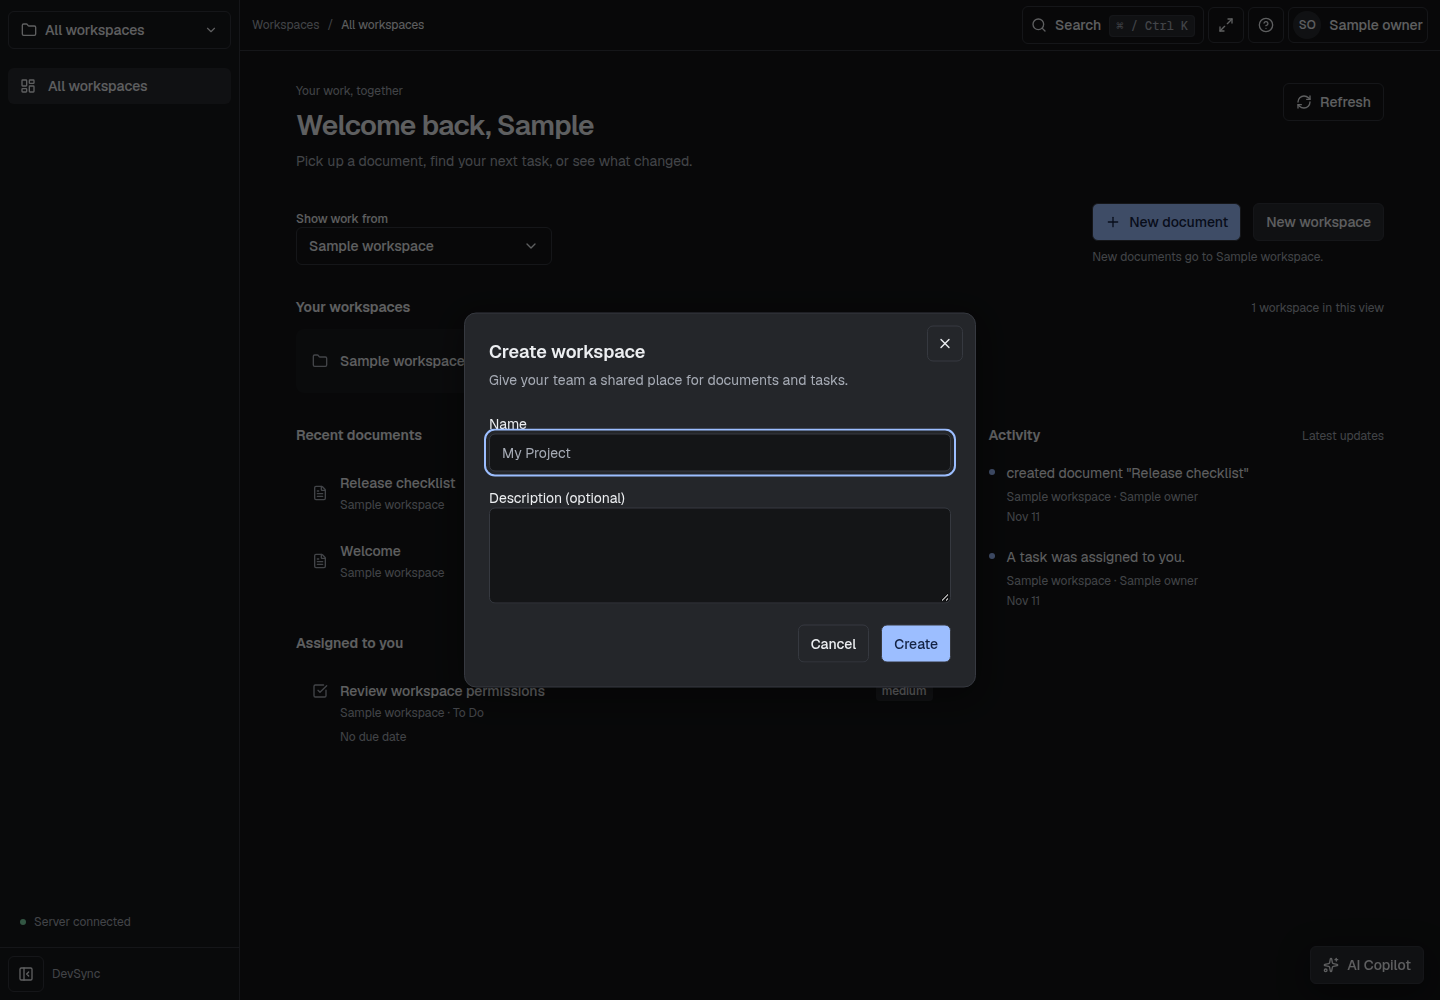 All workspaces
Workspaces / All workspaces
Search ⌘ / Ctrl K
SO Sample owner
All workspaces
Your work, together
Welcome back, Sample
Pick up a document, find your next task, or see what changed.
Refresh
Show work from
Sample workspace
New document
New workspace
New documents go to Sample workspace.
Your workspaces
1 workspace in this view
Sample workspace
Create workspace
Give your team a shared place for documents and tasks.
Name
My Project
Description (optional)
Cancel
Create
Recent documents
Release checklist
Sample workspace
Welcome
Sample workspace
Activity
Latest updates
created document "Release checklist"
Sample workspace · Sample owner
Nov 11
A task was assigned to you.
Sample workspace · Sample owner
Nov 11
Assigned to you
Review workspace permissions
medium
Sample workspace · To Do
No due date
Server connected
DevSync
AI Copilot